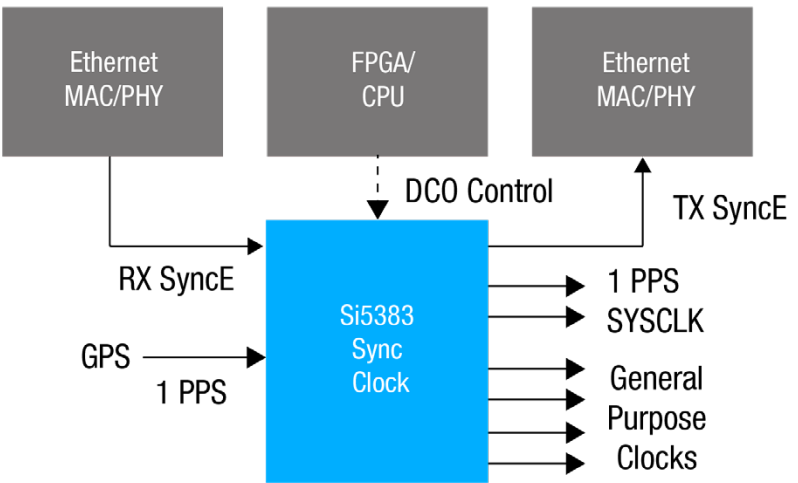 Ethernet
MAC/PHY
FPGA/
CPU
Ethernet
MAC/PHY
DCO Control
TX SyncE
RX SyncE
1 PPS
SYSCLK
Si5383
Sync
Clock
GPS
1 PPS
General
Purpose
Clocks